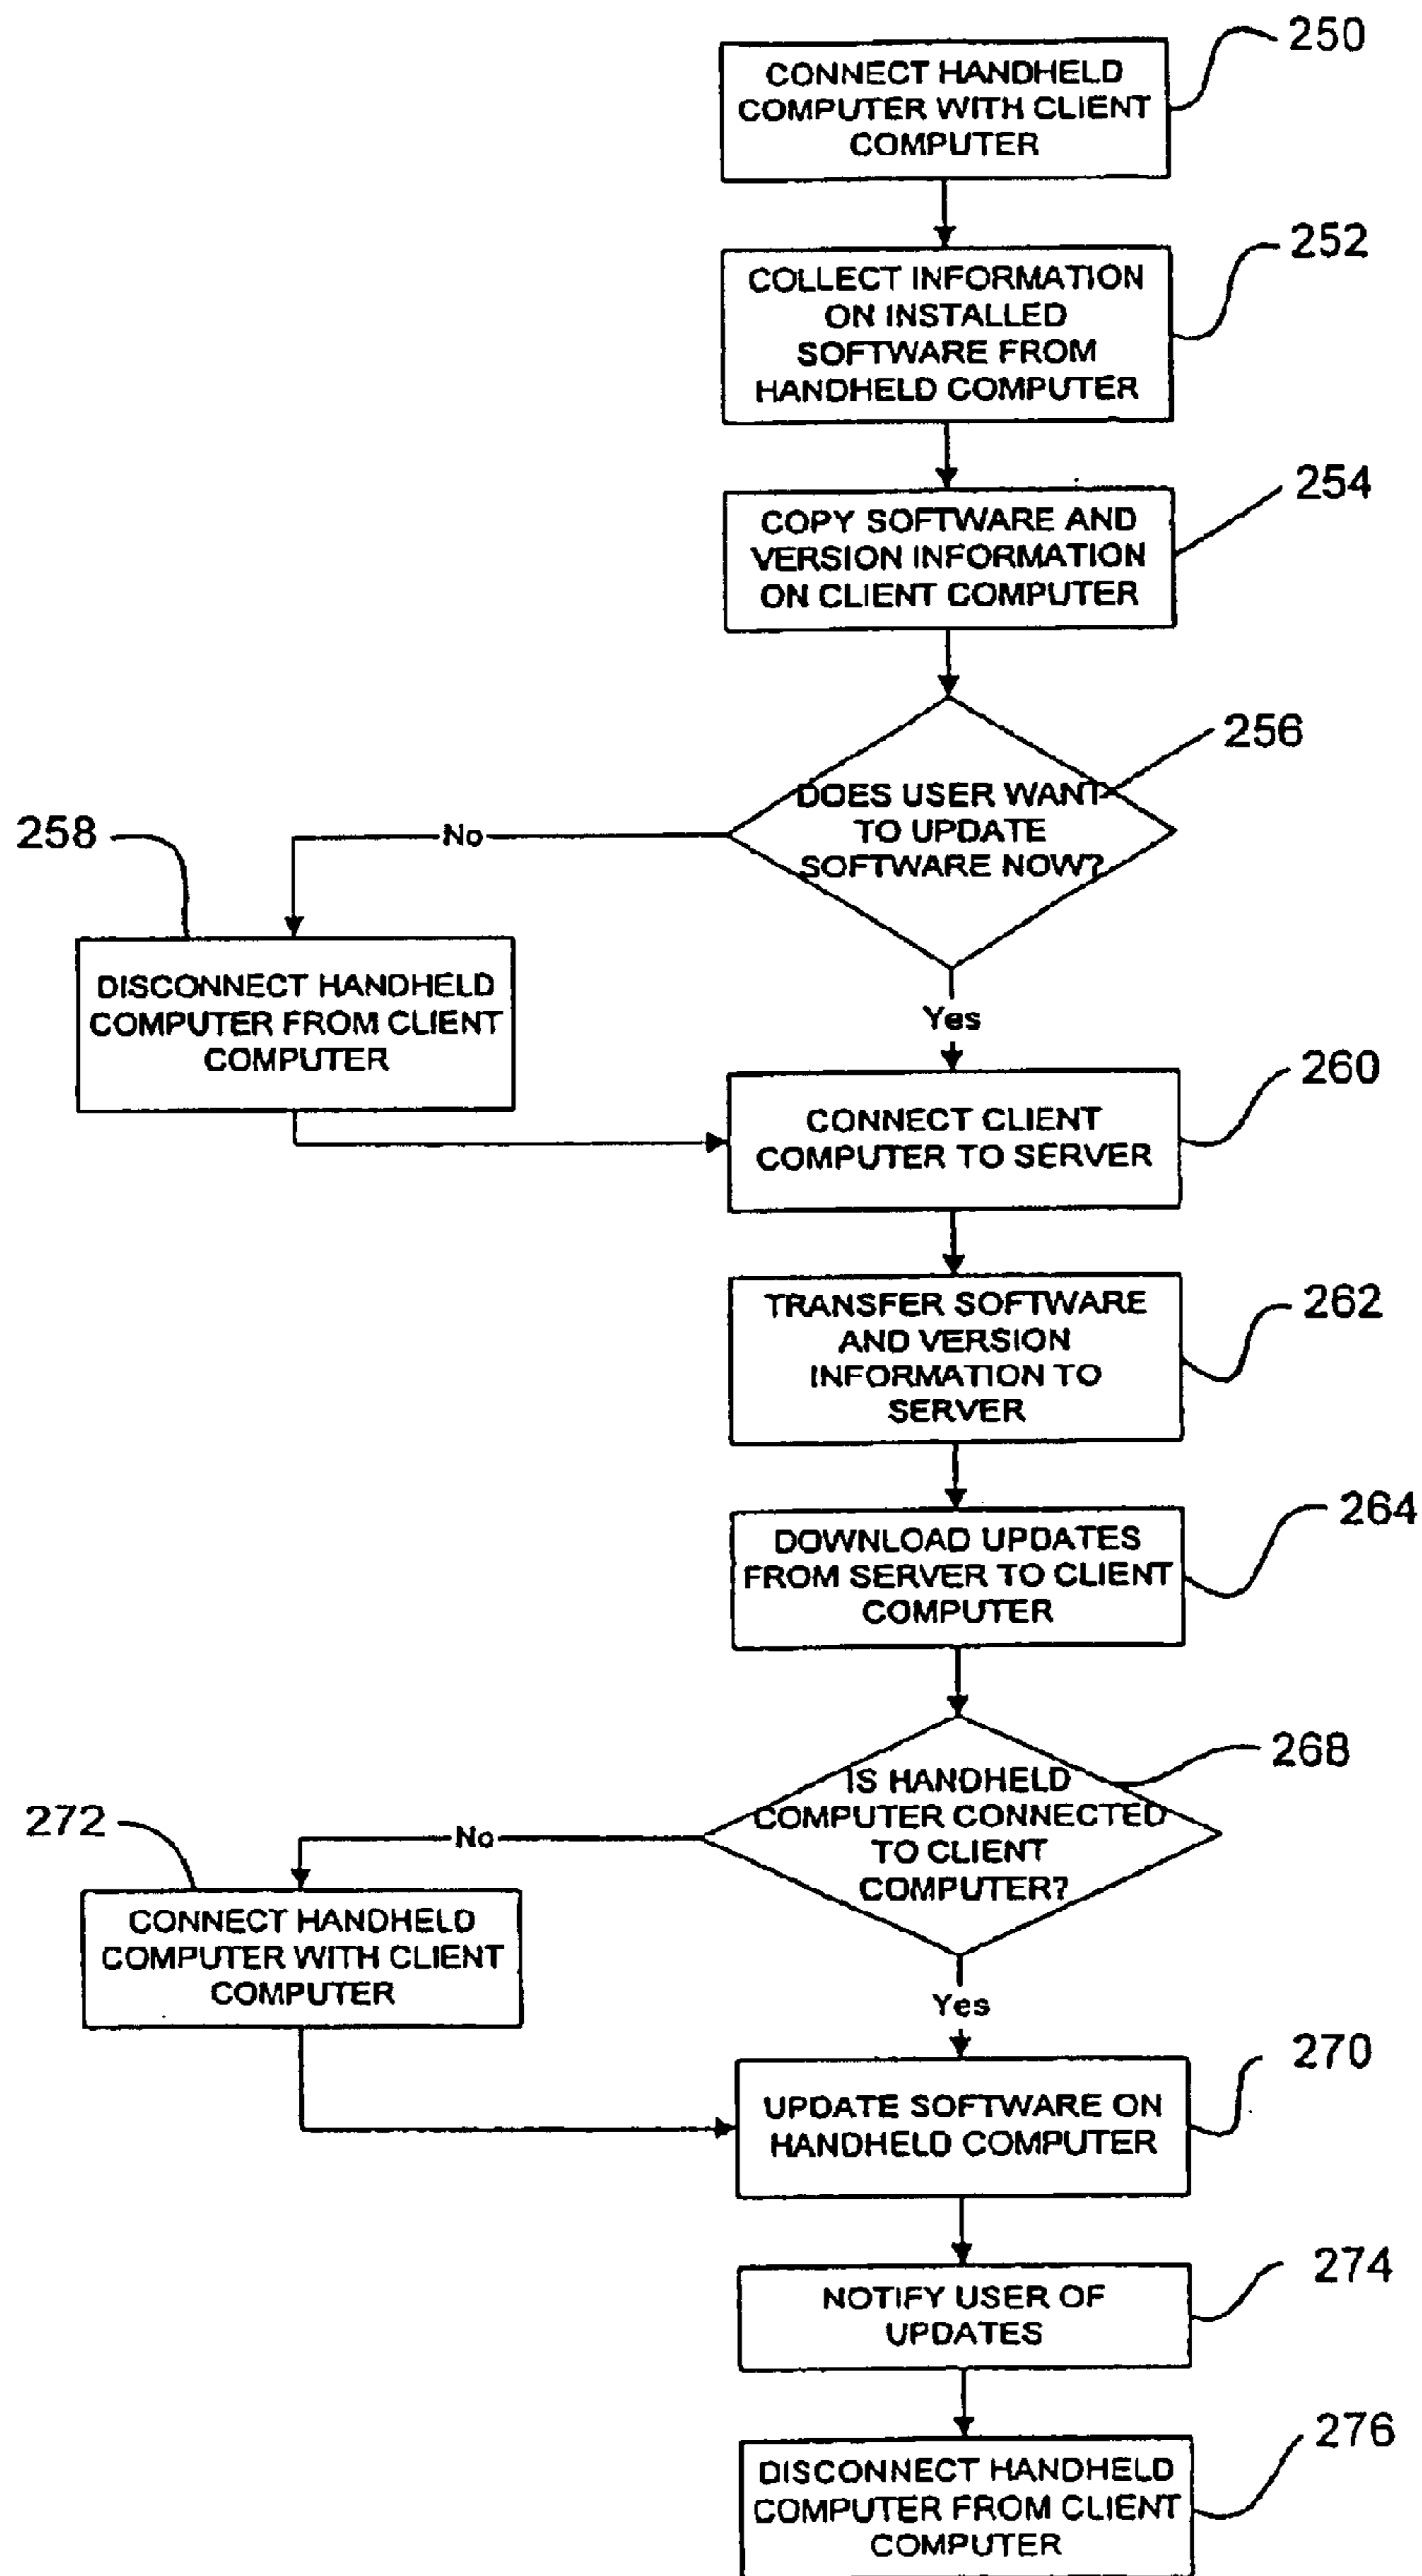 250
CONNECT HANDHELD
COMPUTER WITH CLIENT
COMPUTER
252
COLLECT INFORMATION
ON INSTALLED
SOFTWARE FROM
HANDHELD COMPUTER
254
COPY SOFTWARE AND
VERSION INFORMATION
ON CLIENT COMPUTER
256
DOES USER WANT
TO UPDATE
SOFTWARE NOW?
No
258
DISCONNECT HANDHELD
COMPUTER FROM CLIENT
COMPUTER
Yes
260
CONNECT CLIENT
COMPUTER TO SERVER
262
TRANSFER SOFTWARE
AND VERSION
INFORMATION TO
SERVER
264
DOWNLOAD UPDATES
FROM SERVER TO CLIENT
COMPUTER
268
IS HANDHELD
COMPUTER CONNECTED
TO CLIENT
COMPUTER?
No
272
CONNECT HANDHELD
COMPUTER WITH CLIENT
COMPUTER
Yes
270
UPDATE SOFTWARE ON
HANDHELD COMPUTER
274
NOTIFY USER OF
UPDATES
276
DISCONNECT HANDHELD
COMPUTER FROM CLIENT
COMPUTER